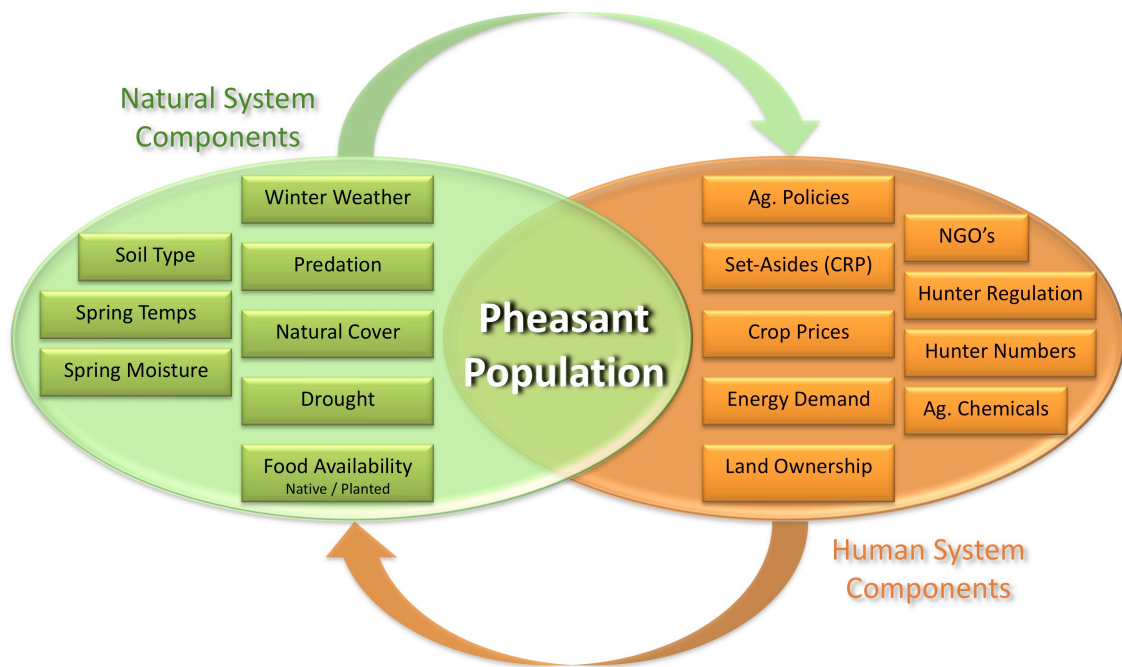 Natural System
Components
Winter Weather
Soil Type
Predation
Spring Temps
Natural Cover
Spring Moisture
Drought
Food Availability
Native / Planted
Pheasant
Population
Ag. Policies
NGO's
Set-Asides (CRP)
Hunter Regulation
Crop Prices
Hunter Numbers
Energy Demand
Ag. Chemicals
Land Ownership
Human System
Components